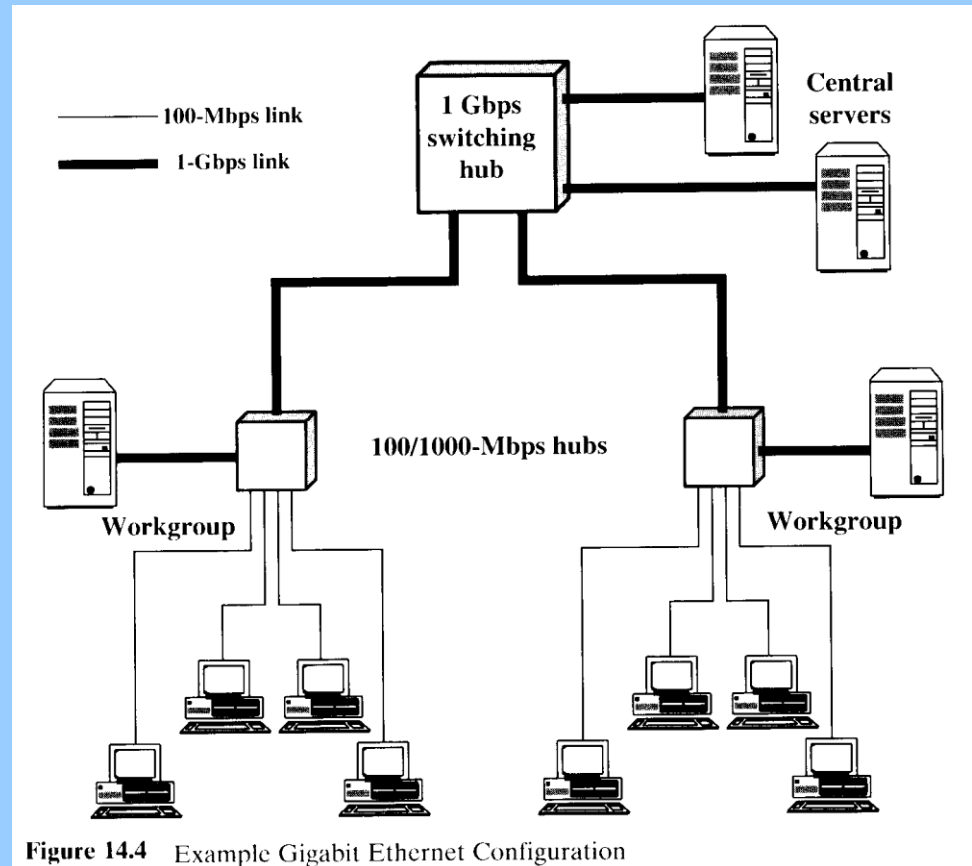 1 Gbps
switching
hub
Central
servers
100-Mbps link
1-Gbps link
100/1000-Mbps hubs
Workgroup
Workgroup
Figure 14.4 Example Gigabit Ethernet Configuration